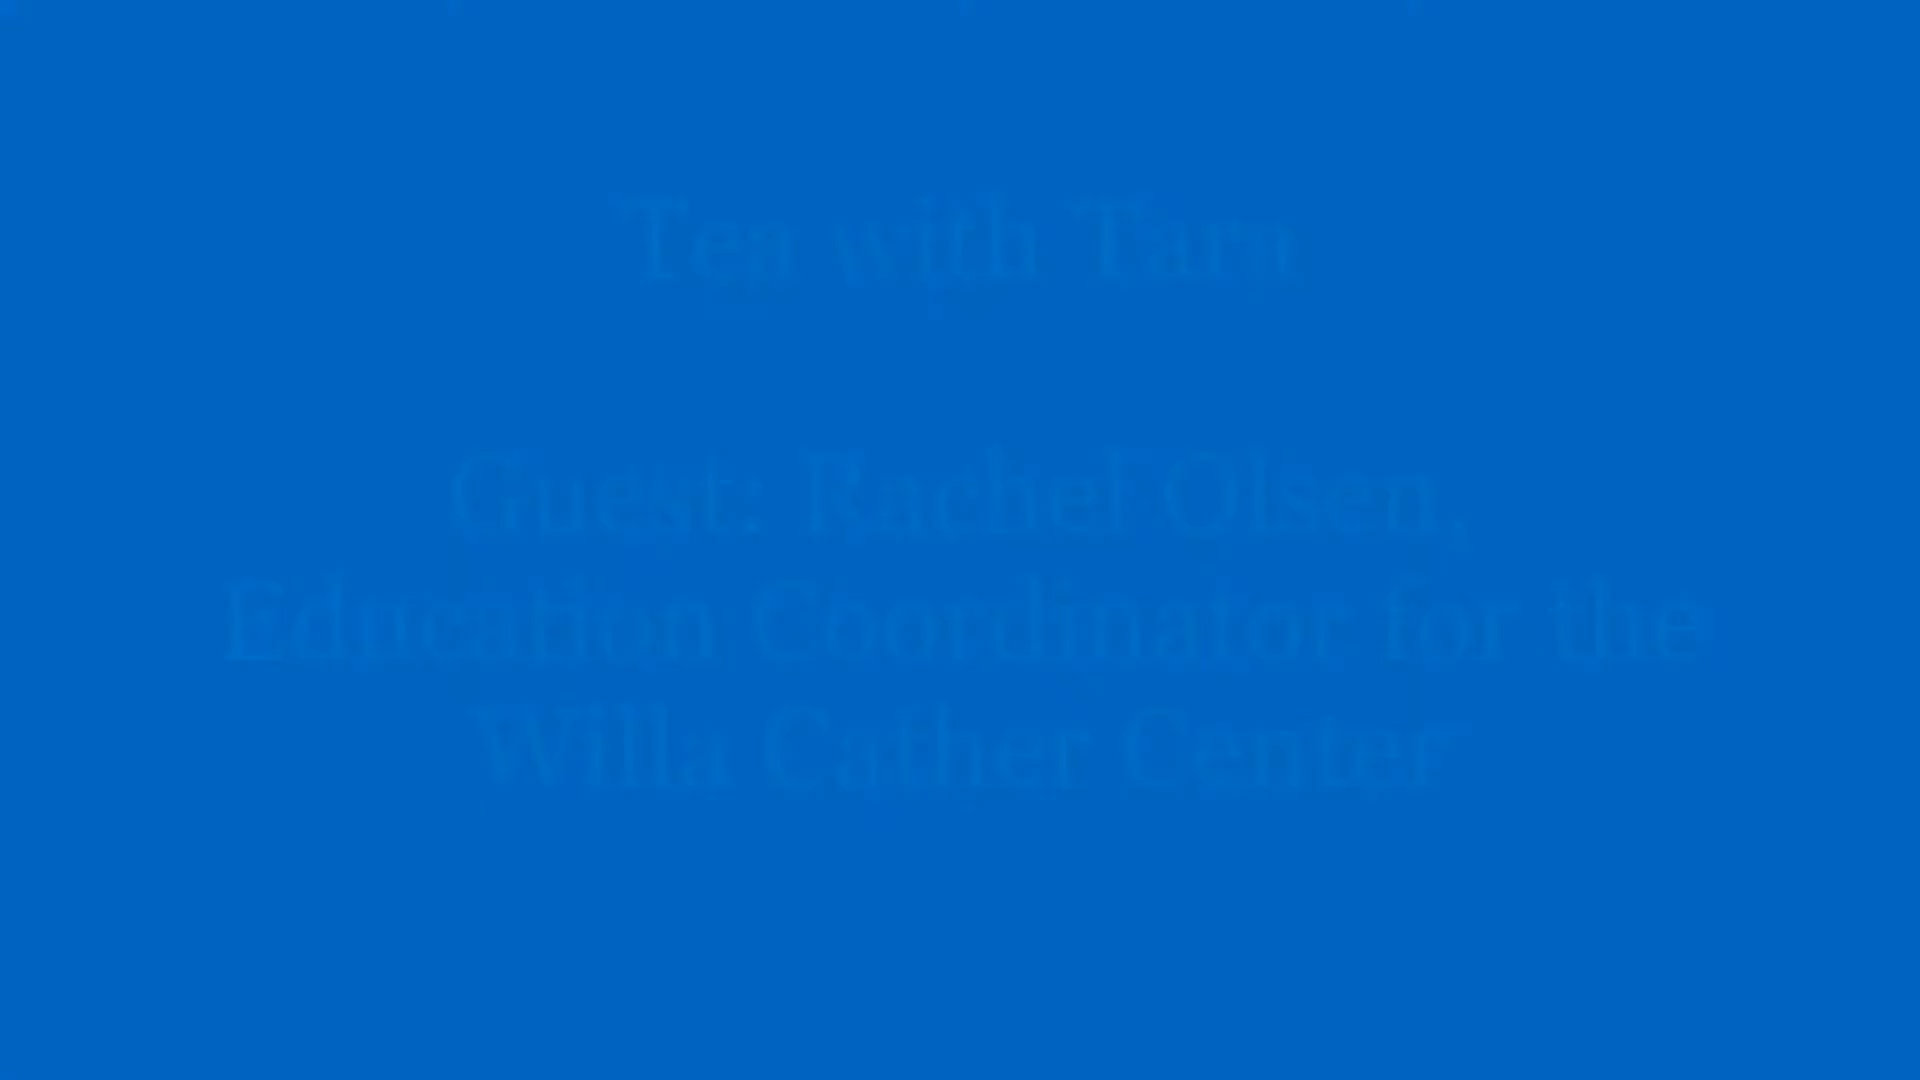 Tea with Tara
Guest: Rachel Olsen,
Education Coordinator for the
Willa Cather Center